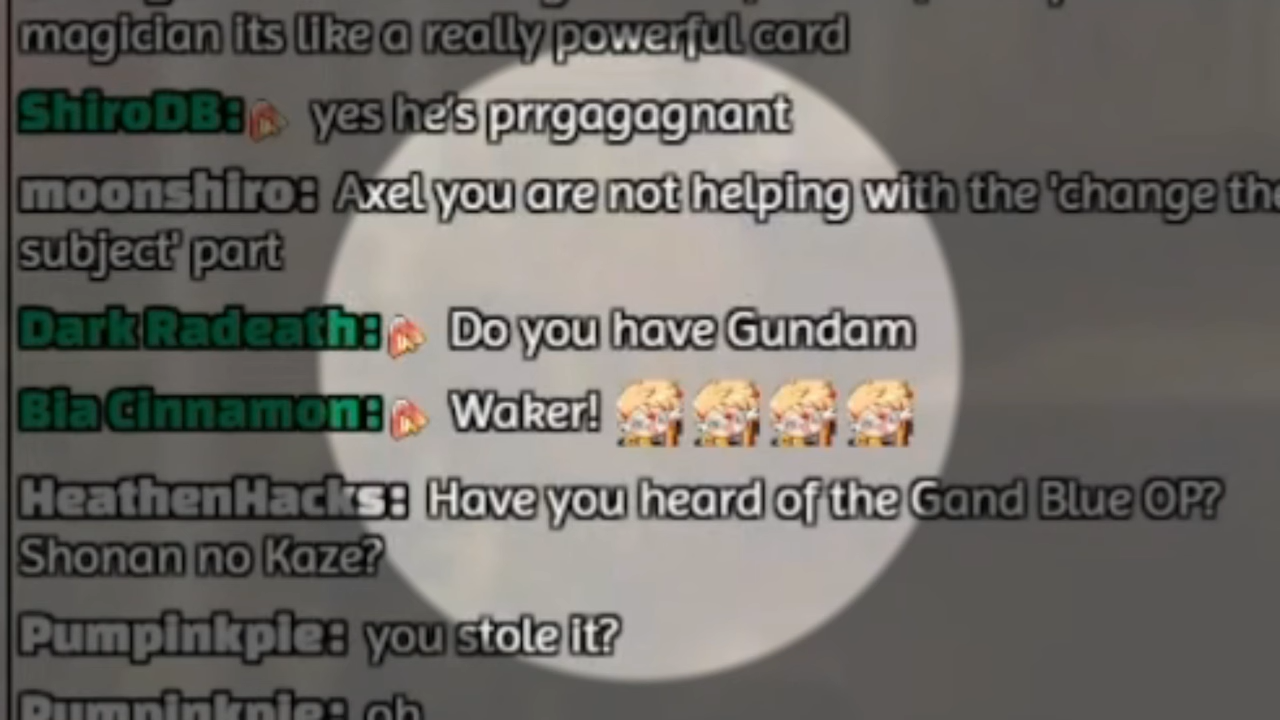 magician its like a really powerful card
ShiroDB: yes he's prrgagagnant
moonshiro: Axel you are not helping with the 'change the
subject' part
Dark Radeath: Do you have Gundam
Bia Cinnamon: Waker!
HeathenHacks: Have you heard of the Gand Blue OP?
Shonan no Kaze?
Pumpinkpie: you stole it?
Pumpinkpie: oh